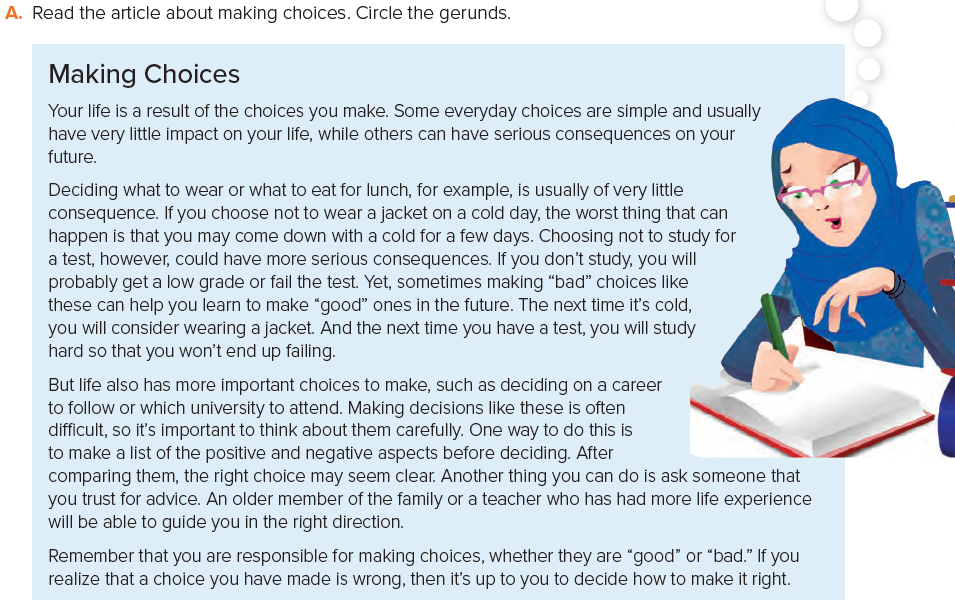 A. Read the article about making choices. Circle the gerunds.
Making Choices
Your life is a result of the choices you make. Some everyday choices are simple and usually
have very little impact on your life, while others can have serious consequences on your
future.
Deciding what to wear or what to eat for lunch, for example, is usually of very little
consequence. If you choose not to wear a jacket on a cold day, the worst thing that can
happen is that you may come down with a cold for a few days. Choosing not to study for
a test, however, could have more serious consequences. If you don’t study, you will
probably get a low grade or fail the test. Yet, sometimes making “bad” choices like
these can help you learn to make “good” ones in the future. The next time it’s cold,
you will consider wearing a jacket. And the next time you have a test, you will study
hard so that you won’t end up failing.
But life also has more important choices to make, such as deciding on a career
to follow or which university to attend. Making decisions like these is often
difficult, so it’s important to think about them carefully. One way to do this is
to make a list of the positive and negative aspects before deciding. After
comparing them, the right choice may seem clear. Another thing you can do is ask someone that
you trust for advice. An older member of the family or a teacher who has had more life experience
will be able to guide you in the right direction.
Remember that you are responsible for making choices, whether they are “good” or “bad.” If you
realize that a choice you have made is wrong, then it’s up to you to decide how to make it right.